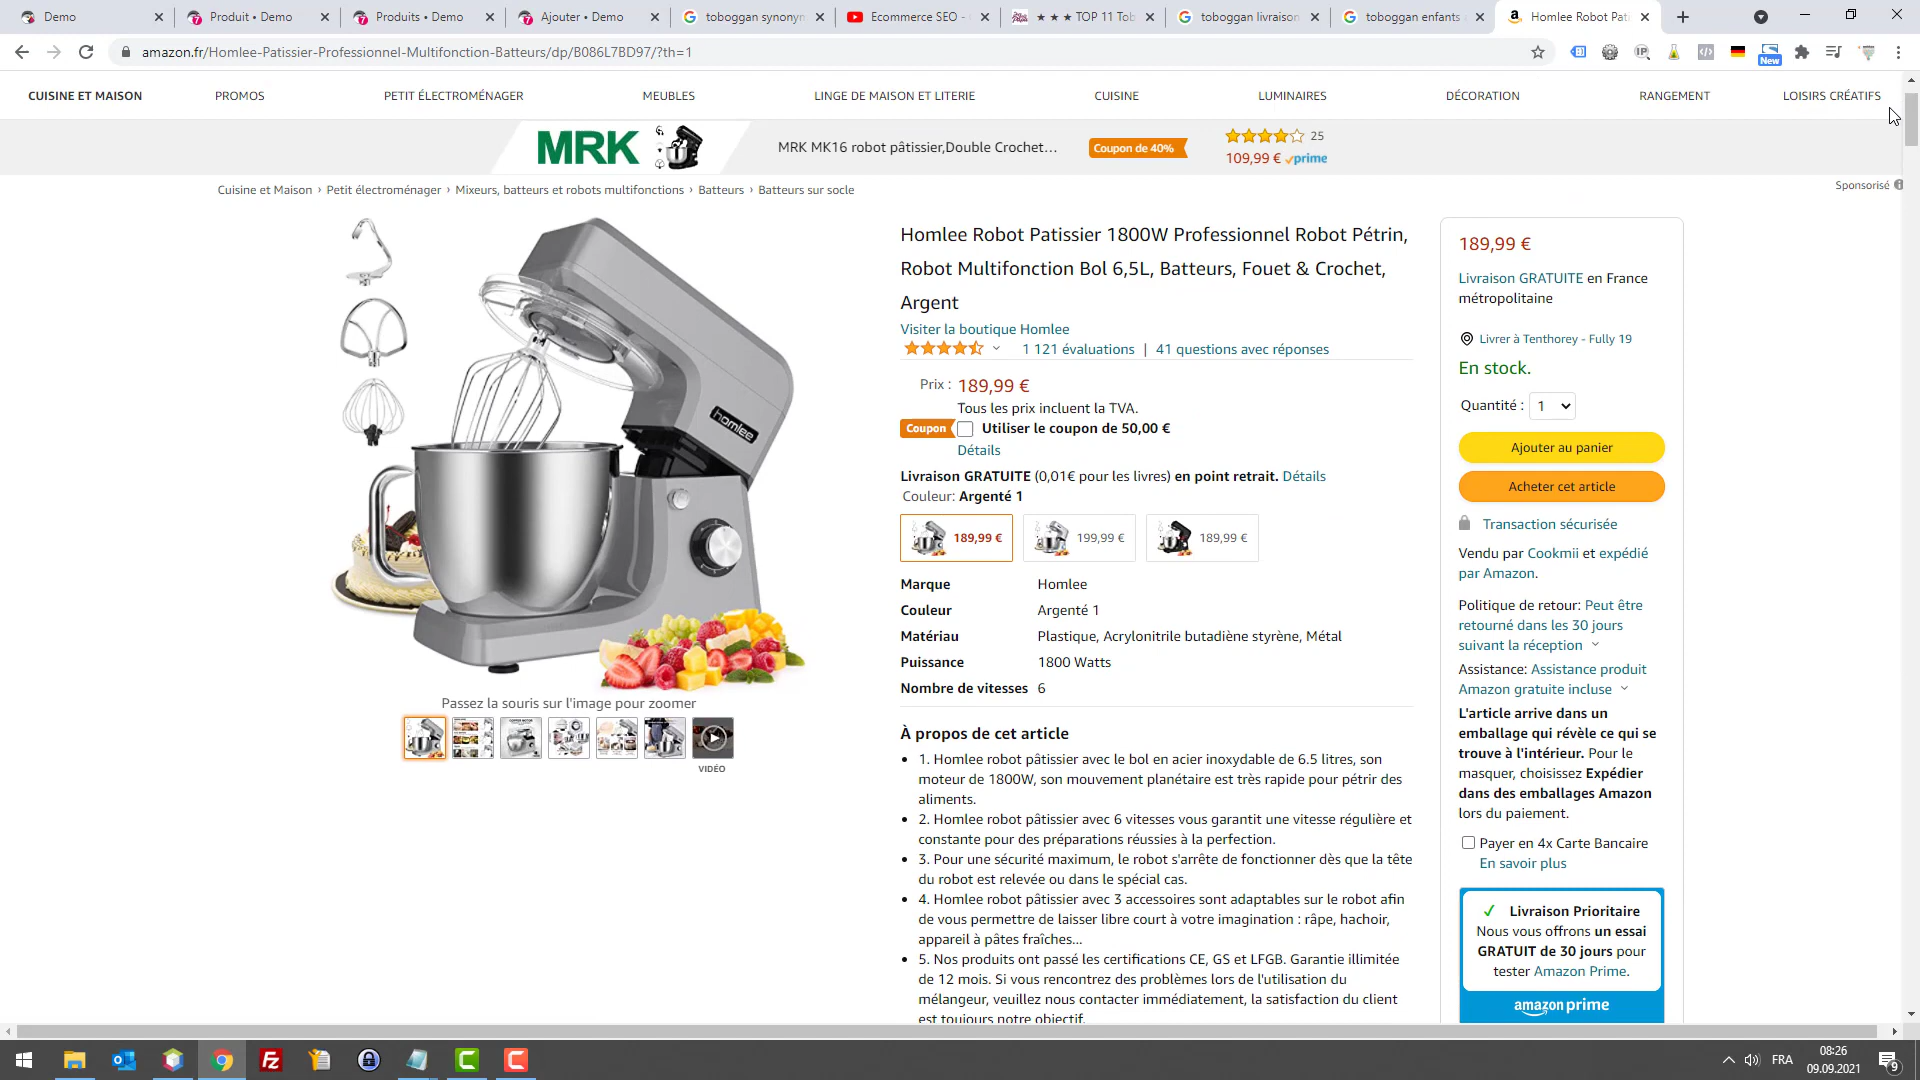 Demo
Produit • Demo
Produits • Demo
Ajouter • Demo
toboggan synonym
Ecommerce SEO -
★ ★ ★ TOP 11 Tob
toboggan livraison
toboggan enfants
Homlee Robot Pati
amazon.fr/Homlee-Patissier-Professionnel-Multifonction-Batteurs/dp/B086L7BD97/?th=1
IP
New
CUISINE ET MAISON
PROMOS
PETIT ÉLECTROMÉNAGER
MEUBLES
LINGE DE MAISON ET LITERIE
CUISINE
LUMINAIRES
DÉCORATION
RANGEMENT
LOISIRS CRÉATIFS
MRK
MRK MK16 robot pâtissier,Double Crochet…
Coupon de 40%
25
109,99 € prime
Sponsorisé
Cuisine et Maison › Petit électroménager › Mixeurs, batteurs et robots multifonctions › Batteurs › Batteurs sur socle
homlee
Passez la souris sur l'image pour zoomer
VIDÉO
Homlee Robot Patissier 1800W Professionnel Robot Pétrin,
Robot Multifonction Bol 6,5L, Batteurs, Fouet & Crochet,
Argent
Visiter la boutique Homlee
1 121 évaluations | 41 questions avec réponses
Prix : 189,99 €
Tous les prix incluent la TVA.
Coupon Utiliser le coupon de 50,00 €
Détails
Livraison GRATUITE (0,01€ pour les livres) en point retrait. Détails
Couleur: Argenté 1
189,99 €
199,99 €
189,99 €
Marque Homlee
Couleur Argenté 1
Matériau Plastique, Acrylonitrile butadiène styrène, Métal
Puissance 1800 Watts
Nombre de vitesses 6
À propos de cet article
• 1. Homlee robot pâtissier avec le bol en acier inoxydable de 6.5 litres, son
moteur de 1800W, son mouvement planétaire est très rapide pour pétrir des
aliments.
• 2. Homlee robot pâtissier avec 6 vitesses vous garantit une vitesse régulière et
constante pour des préparations réussies à la perfection.
• 3. Pour une sécurité maximum, le robot s'arrête de fonctionner dès que la tête
du robot est relevée ou dans le spécial cas.
• 4. Homlee robot pâtissier avec 3 accessoires sont adaptables sur le robot afin
de vous permettre de laisser libre court à votre imagination : râpe, hachoir,
appareil à pâtes fraîches...
• 5. Nos produits ont passé les certifications CE, GS et LFGB. Garantie illimitée
de 12 mois. Si vous rencontrez des problèmes lors de l'utilisation du
mélangeur, veuillez nous contacter immédiatement, la satisfaction du client
est toujours notre objectif.
189,99 €
Livraison GRATUITE en France
métropolitaine
Livrer à Tenthorey - Fully 19
En stock.
Quantité : 1
Ajouter au panier
Acheter cet article
Transaction sécurisée
Vendu par Cookmii et expédié
par Amazon.
Politique de retour: Peut être
retourné dans les 30 jours
suivant la réception
Assistance: Assistance produit
Amazon gratuite incluse
L'article arrive dans un
emballage qui révèle ce qui se
trouve à l'intérieur. Pour le
masquer, choisissez Expédier
dans des emballages Amazon
lors du paiement.
Payer en 4x Carte Bancaire
En savoir plus
✓ Livraison Prioritaire
Nous vous offrons un essai
GRATUIT de 30 jours pour
tester Amazon Prime.
amazon prime
FRA
08:26
09.09.2021
9